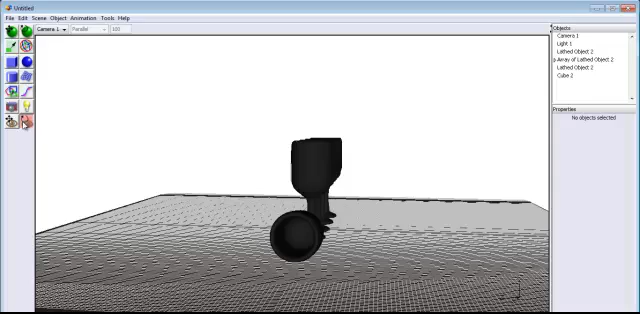 Untitled
File Edit Scene Object Animation Tools Help
Camera 1 Parallel 100
Objects
Camera 1
Light 1
Lathed Object 2
Array of Lathed Object 2
Lathed Object 2
Cube 2
Properties
No objects selected